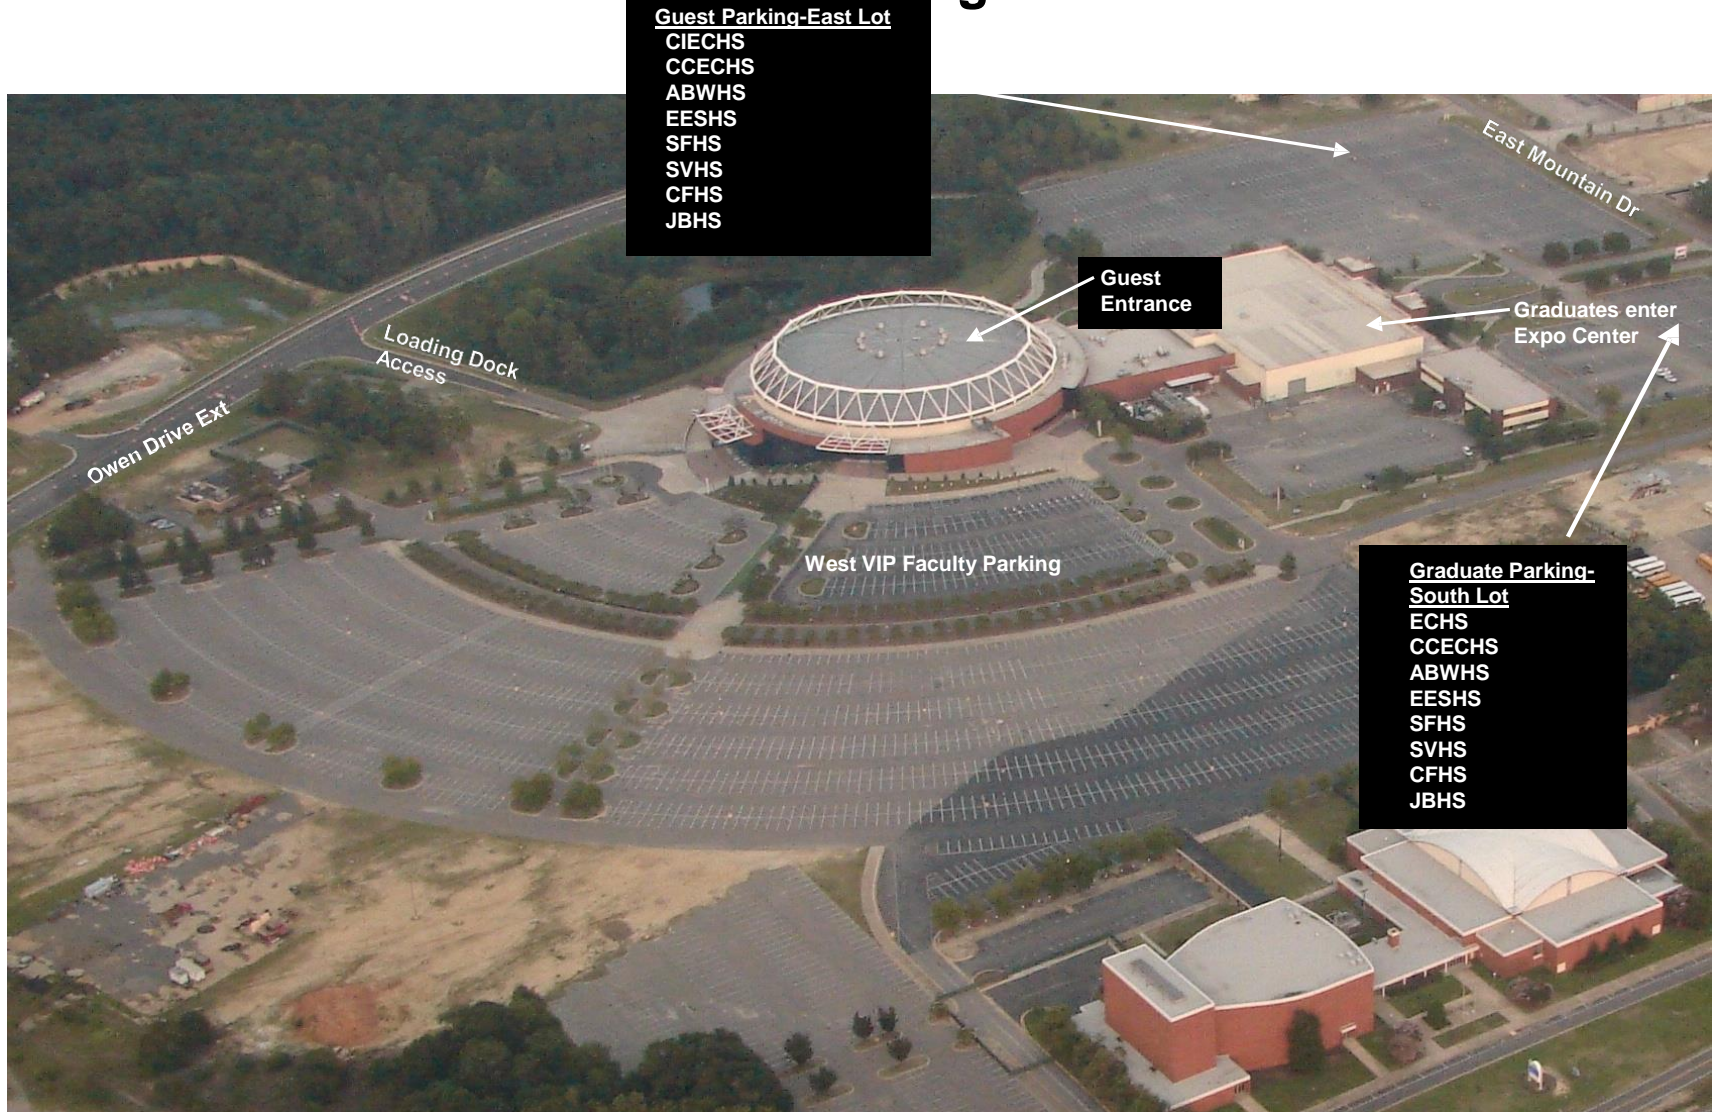 Guest Parking-East Lot
CIECHS
CCECHS
ABWHS
EESHS
SFHS
SVHS
CFHS
JBHS
East Mountain Dr
Guest
Entrance
Graduates enter
Expo Center
Loading Dock
Access
Owen Drive Ext
West VIP Faculty Parking
Graduate Parking-
South Lot
ECHS
CCECHS
ABWHS
EESHS
SFHS
SVHS
CFHS
JBHS